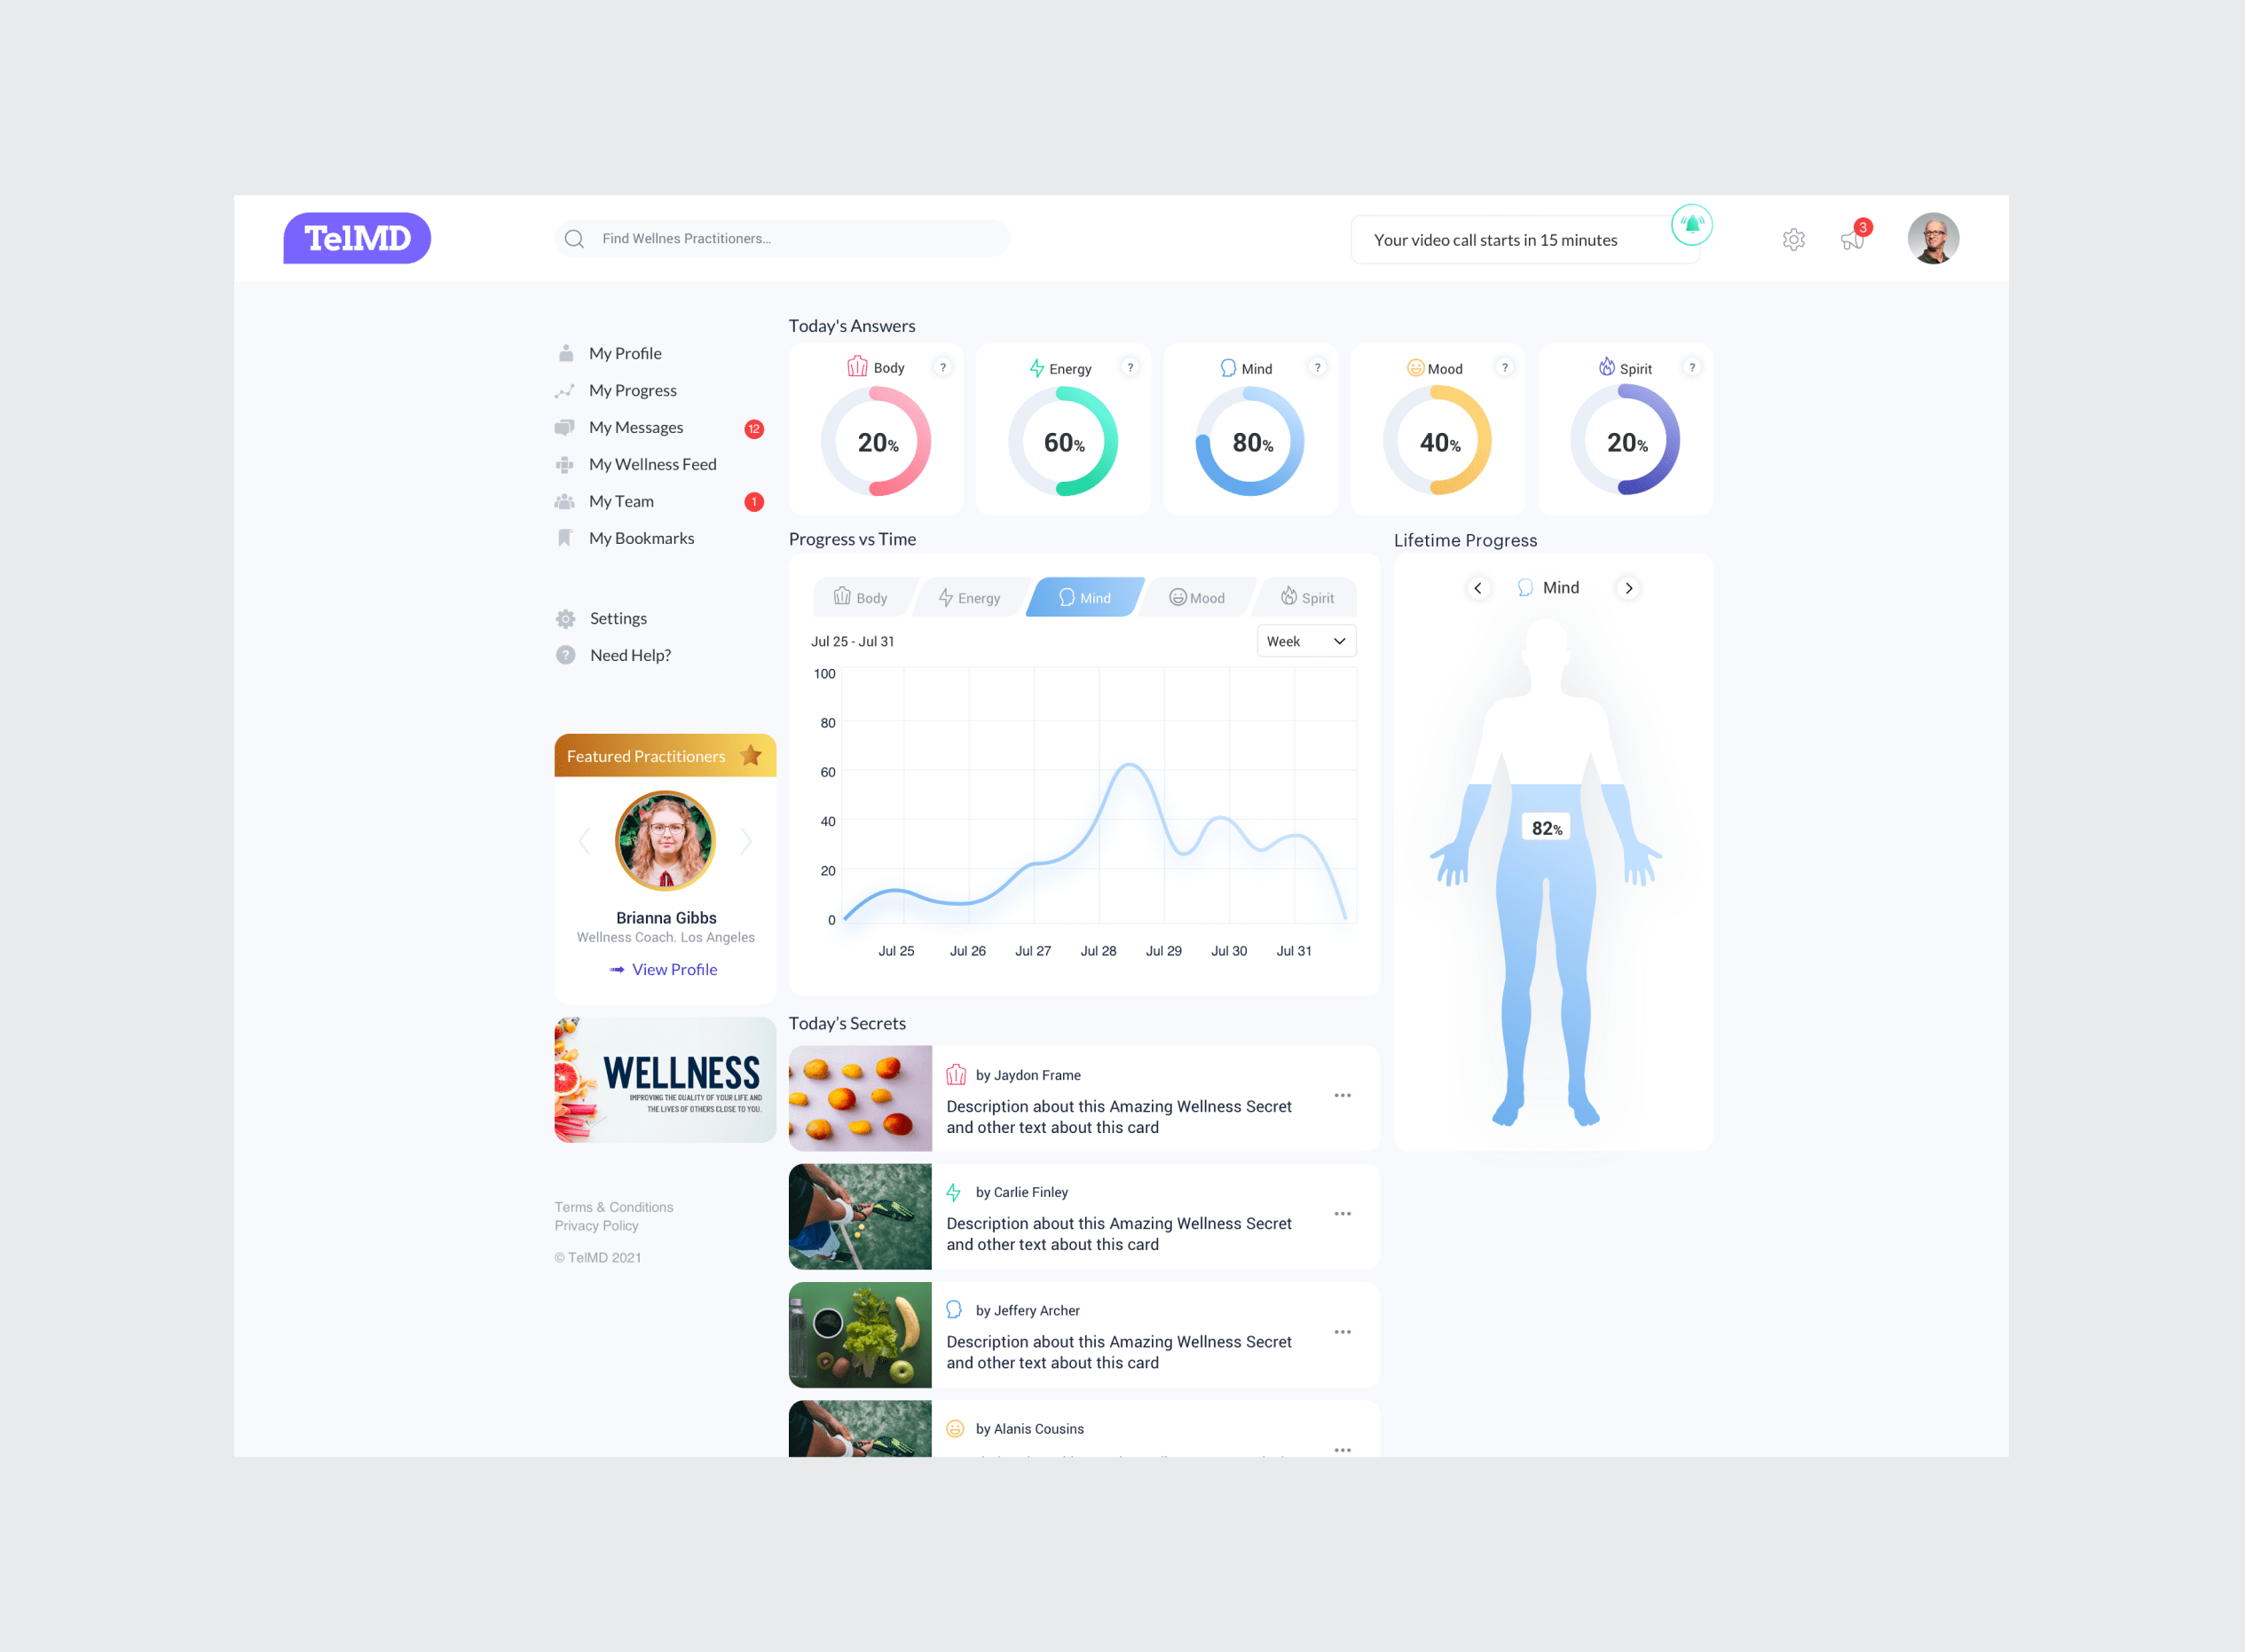 TelMD
Find Wellnes Practitioners...
Your video call starts in 15 minutes
3
My Profile
My Progress
My Messages
12
My Wellness Feed
My Team
1
My Bookmarks
Settings
? Need Help?
Featured Practitioners
Brianna Gibbs
Wellness Coach. Los Angeles
View Profile
WELLNESS
IMPROVING THE QUALITY OF YOUR LIFE AND
THE LIVES OF OTHERS CLOSE TO YOU.
Terms & Conditions
Privacy Policy
© TelMD 2021
Today's Answers
Body ?
20%
Energy ?
60%
Mind ?
80%
Mood ?
40%
Spirit ?
20%
Progress vs Time
Body Energy Mind Mood Spirit
Jul 25 - Jul 31
Week
100
80
60
40
20
0
Jul 25 Jul 26 Jul 27 Jul 28 Jul 29 Jul 30 Jul 31
Lifetime Progress
Mind
82%
Today's Secrets
by Jaydon Frame
Description about this Amazing Wellness Secret
and other text about this card
by Carlie Finley
Description about this Amazing Wellness Secret
and other text about this card
by Jeffery Archer
Description about this Amazing Wellness Secret
and other text about this card
by Alanis Cousins